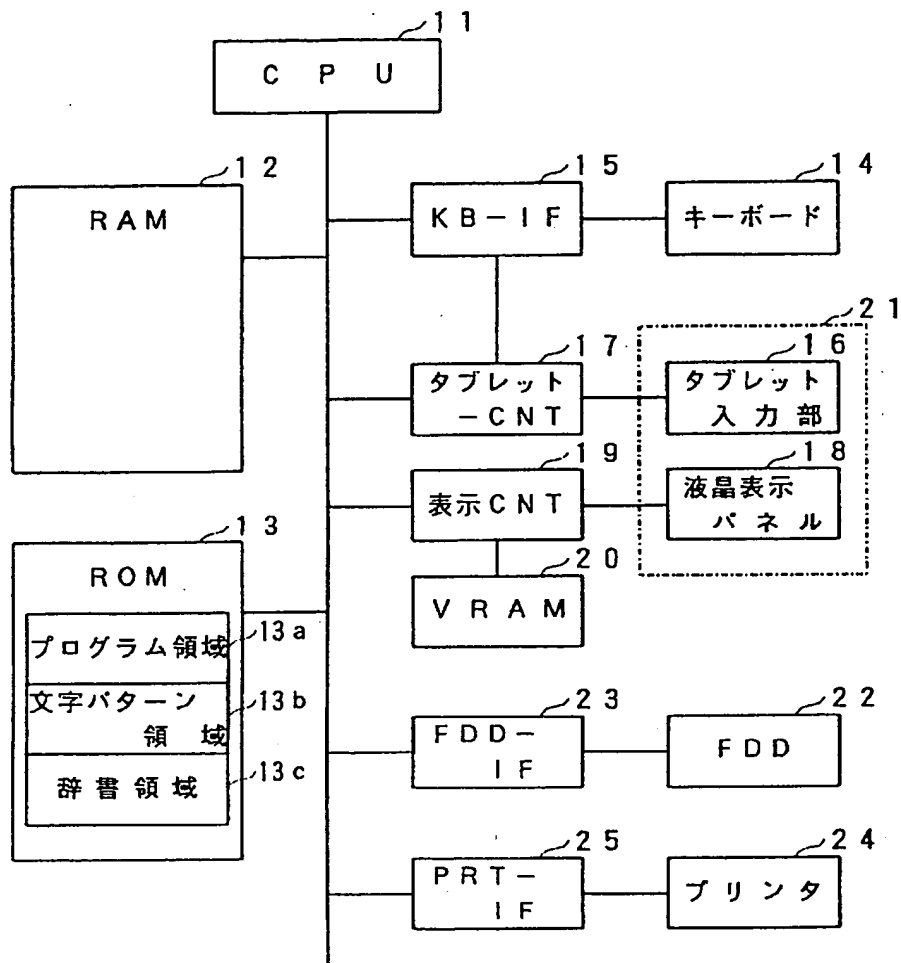 11
CPU
12
RAM
15
KB-IF
14
キーボード
21
17
タブレット
-CNT
16
タブレット
入力部
19
表示CNT
18
液晶表示
パネル
20
VRAM
13
ROM
プログラム領域
13a
文字パターン
領域
13b
辞書領域
13c
23
FDD-
IF
22
FDD
25
PRT-
IF
24
プリンタ